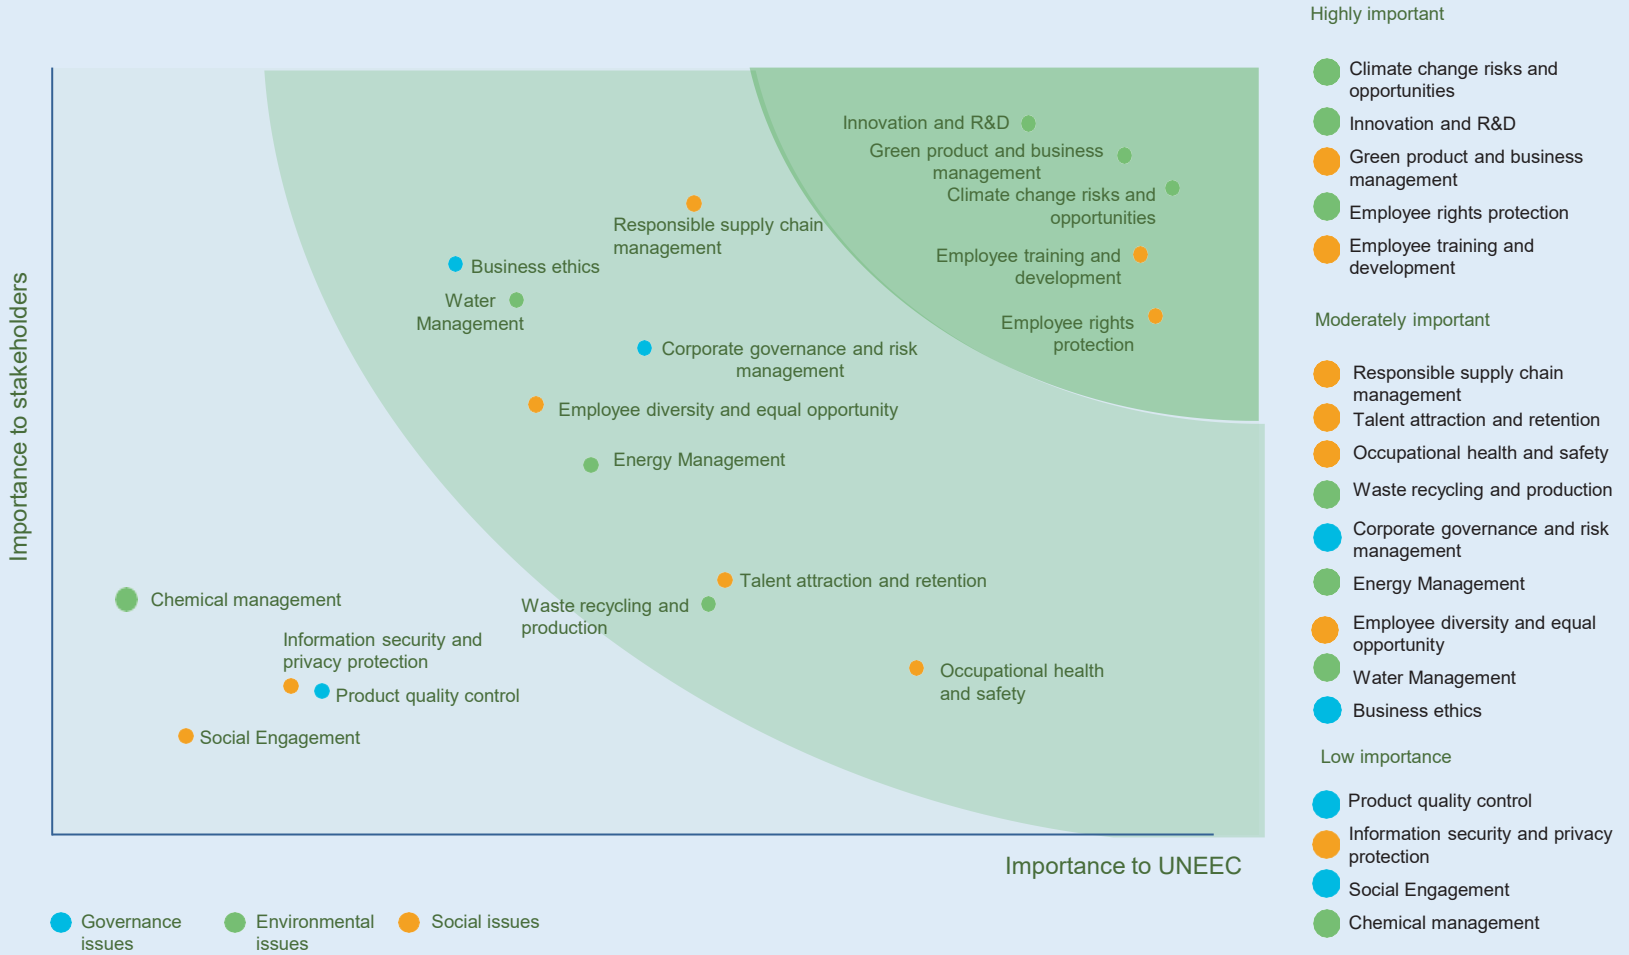 Importance to stakeholders
Innovation and R&D
Green product and business
management
Climate change risks and
opportunities
Responsible supply chain
management
Business ethics
Employee training and
development
Water
Management
Employee rights
protection
Corporate governance and risk
management
Employee diversity and equal opportunity
Energy Management
Talent attraction and retention
Waste recycling and
production
Chemical management
Information security and
privacy protection
Occupational health
and safety
Product quality control
Social Engagement
Importance to UNEEC
Governance
issues
Environmental
issues
Social issues
Highly important
Climate change risks and
opportunities
Innovation and R&D
Green product and business
management
Employee rights protection
Employee training and
development
Moderately important
Responsible supply chain
management
Talent attraction and retention
Occupational health and safety
Waste recycling and production
Corporate governance and risk
management
Energy Management
Employee diversity and equal
opportunity
Water Management
Business ethics
Low importance
Product quality control
Information security and privacy
protection
Social Engagement
Chemical management